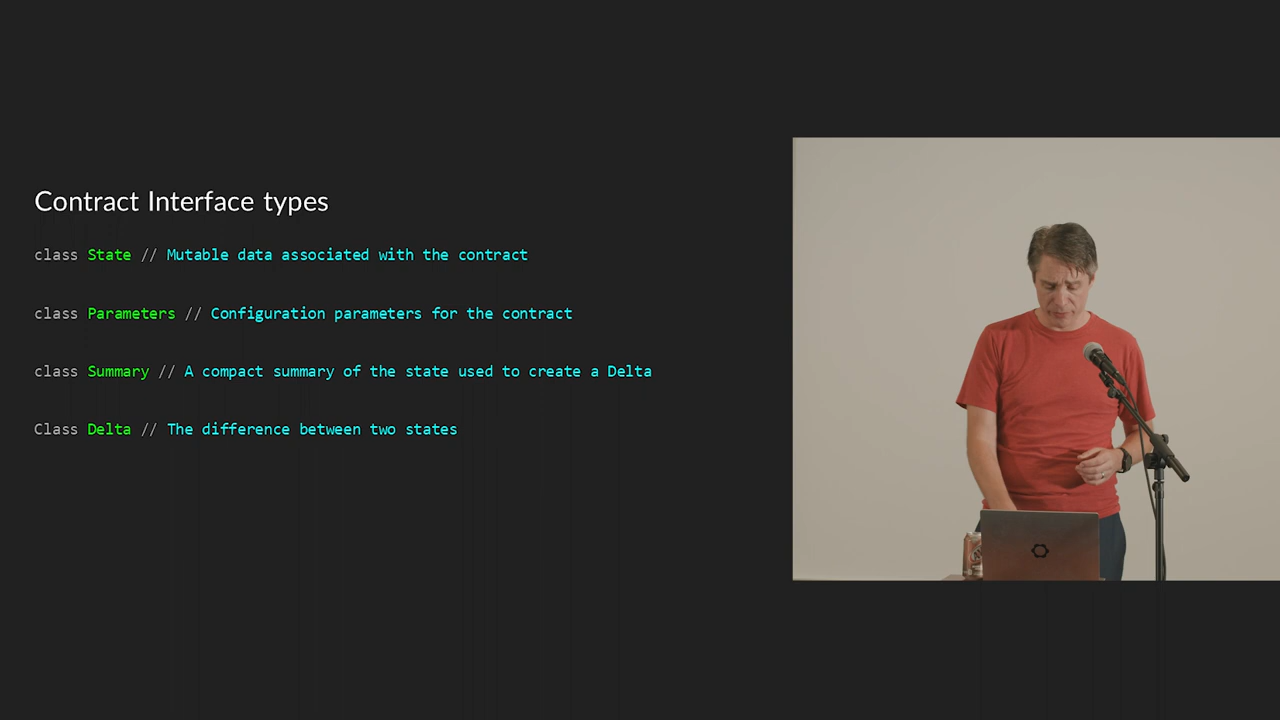 Contract Interface types
class State // Mutable data associated with the contract
class Parameters // Configuration parameters for the contract
class Summary // A compact summary of the state used to create a Delta
Class Delta // The difference between two states